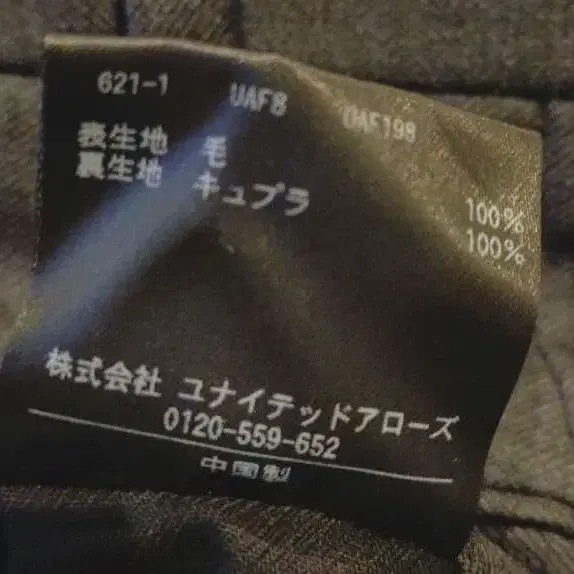 621-1 UAF8 UAF198
表生地 毛 100%
裏生地 キュプラ 100%
株式会社 ユナイテッドアローズ
0120-559-652
中国製